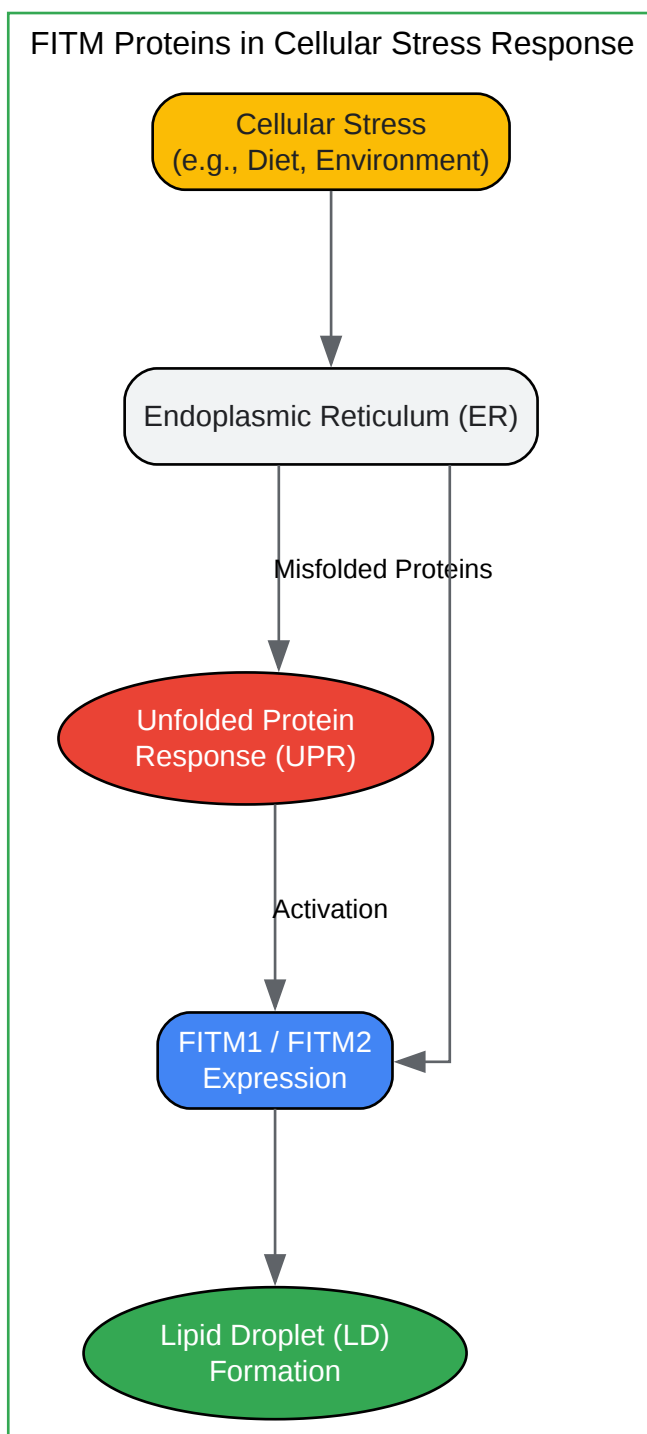 FITM Proteins in Cellular Stress Response
Cellular Stress
(e.g., Diet, Environment)
Endoplasmic Reticulum (ER)
Misfolded Proteins
Unfolded Protein
Response (UPR)
Activation
FITM1 / FITM2
Expression
Lipid Droplet (LD)
Formation